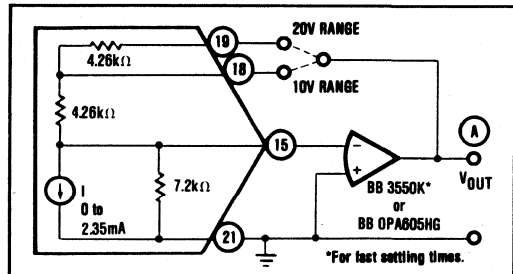 19
20V RANGE
4.26kΩ
18
10V RANGE
4.26kΩ
15
−
A
7.2kΩ
+
I
0 to
2.35mA
BB 3550K*
or
BB OPA605HG
VOUT
21
*For fast settling times.